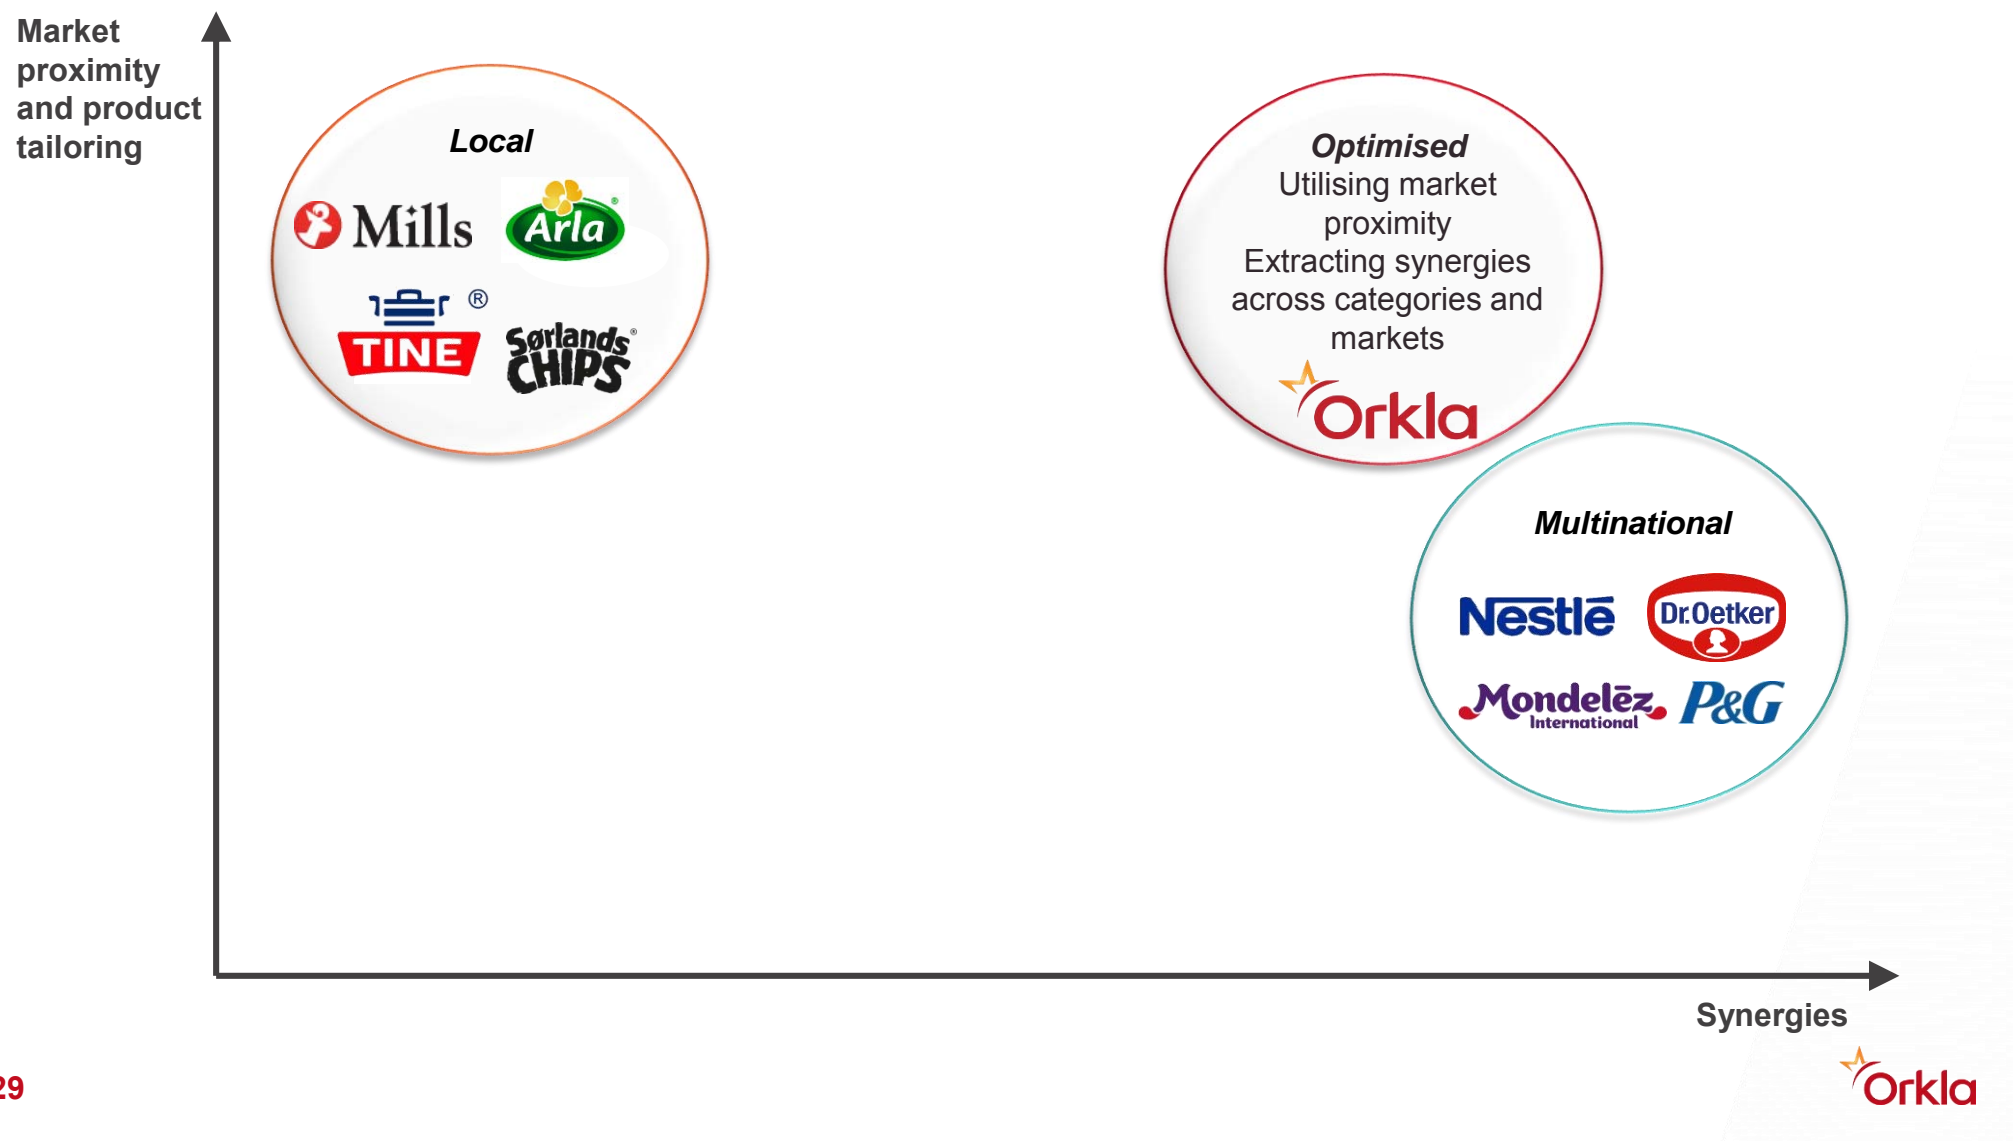 Market
proximity
and product
tailoring
Local
Mills
Arla
®
TINE
®
Sørlands®
CHIPS
Optimised
Utilising market
proximity
Extracting synergies
across categories and
markets
Orkla
Multinational
Nestlé
Dr.Oetker
Mondelēz
International
P&G
Synergies
29
Orkla